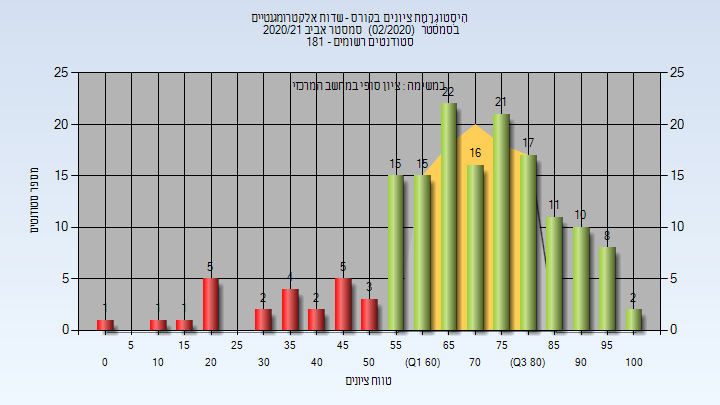 היסטוגרמת ציונים בקורס - שדות אלקטרומגנטיים
בסמסטר (02/2020) סמסטר אביב 2020/21
סטודנטים רשומים - 181
במשימה : ציון סופי במחשב המרכזי
מספר סטודנטים
25 20 15 10 5 0
25 20 15 10 5 0
1 1 1 5 2 4 2 5 3 15 15 22 16 21 17 11 10 8 2
5 15 25 35 45 55 65 75 85 95
0 10 20 30 40 50 (Q1 60) 70 (Q3 80) 90 100
טווח ציונים